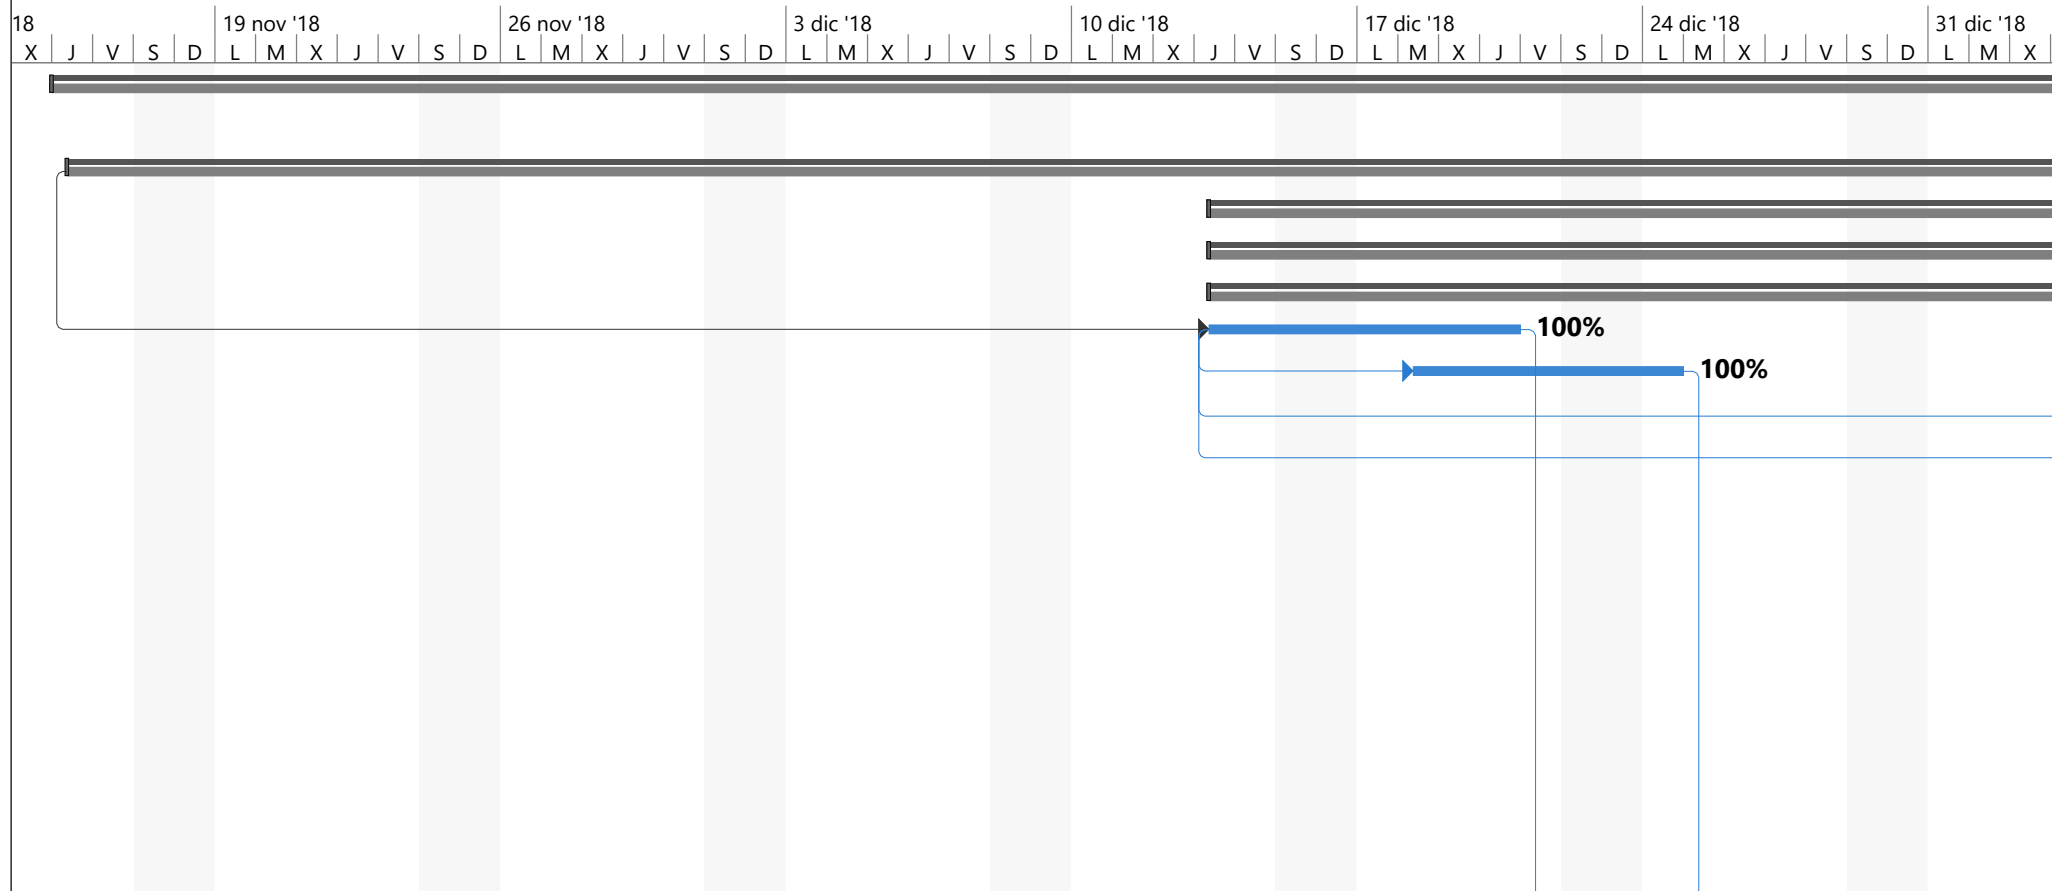 18 19 nov '18 26 nov '18 3 dic '18 10 dic '18 17 dic '18 24 dic '18 31 dic '18
X J V S D L M X J V S D L M X J V S D L M X J V S D L M X J V S D L M X J V S D L M X J V S D L M X
100%
100%